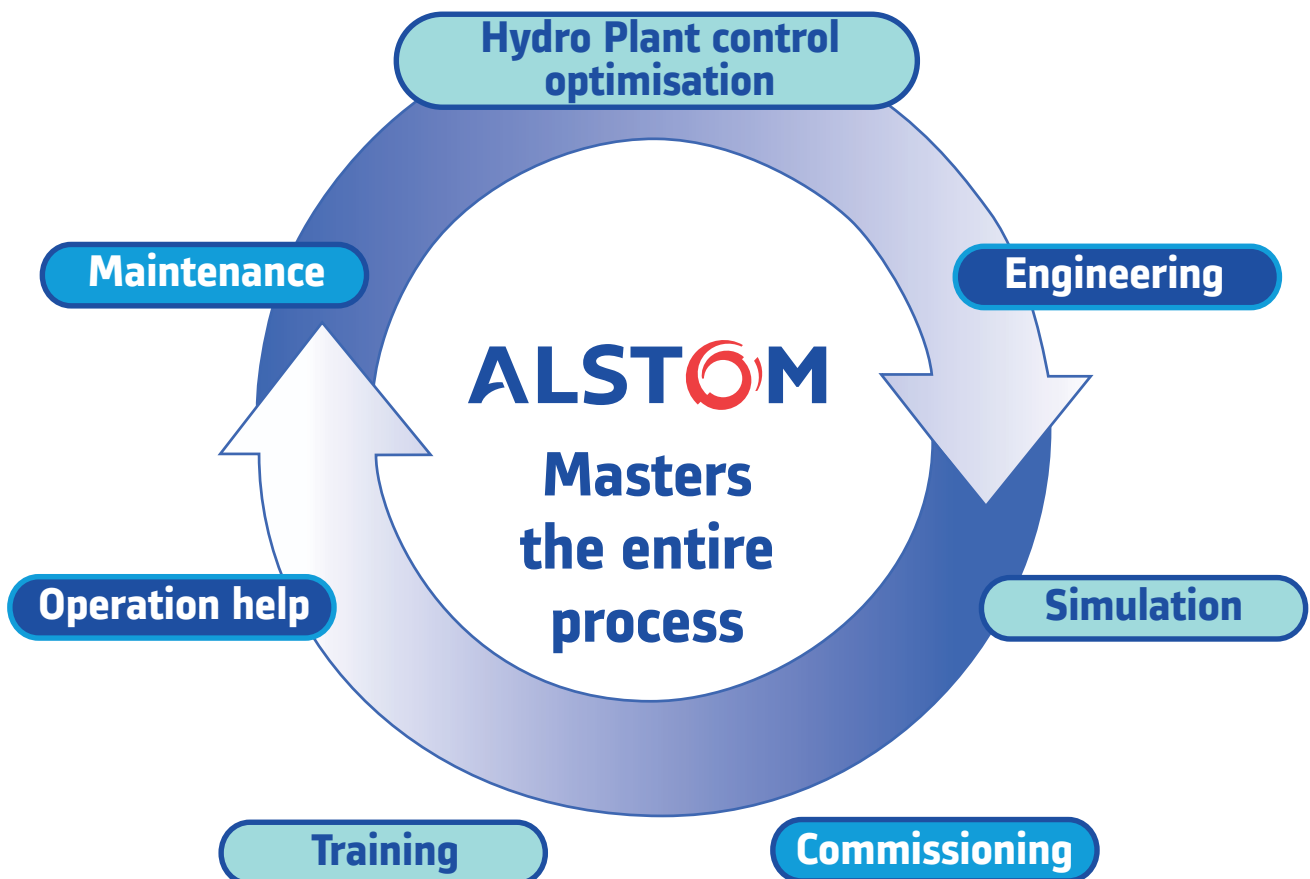 Hydro Plant control
optimisation
Maintenance
Engineering
ALSTOM
Masters
the entire
process
Operation help
Simulation
Training
Commissioning